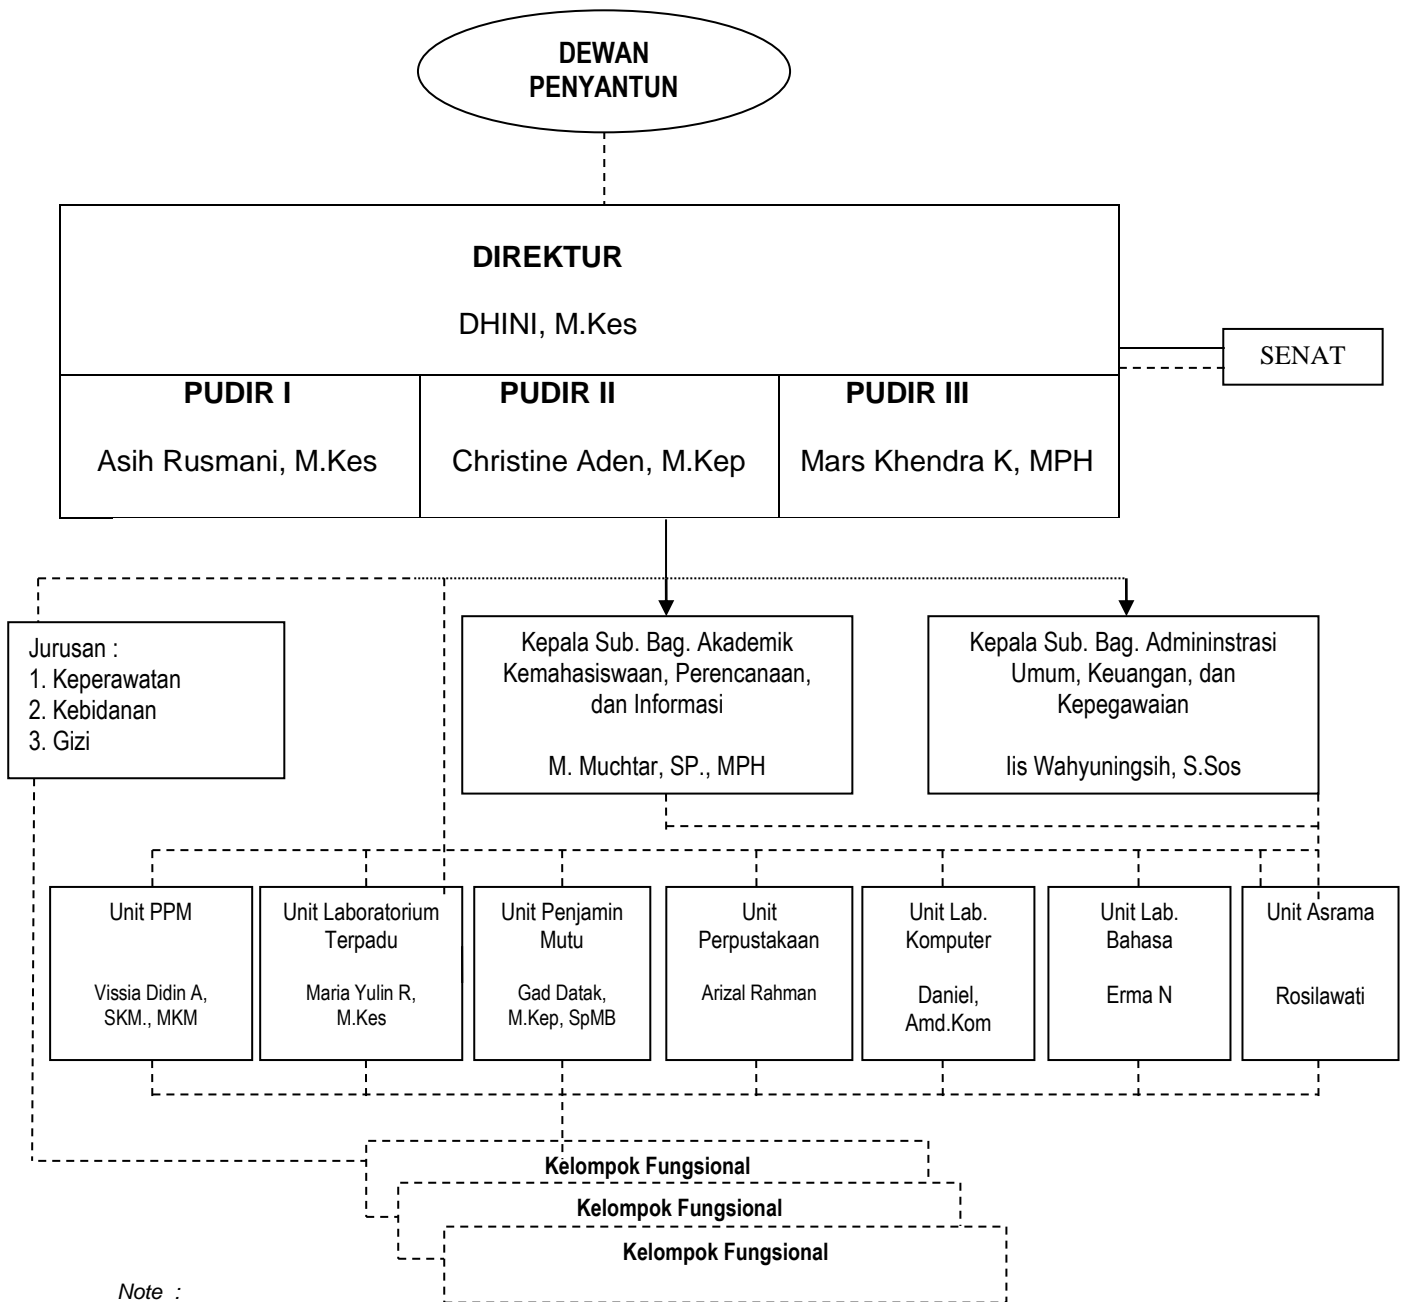 DEWAN
PENYANTUN
DIREKTUR
DHINI, M.Kes
SENAT
PUDIR I
Asih Rusmani, M.Kes
PUDIR II
Christine Aden, M.Kep
PUDIR III
Mars Khendra K, MPH
Jurusan :
1. Keperawatan
2. Kebidanan
3. Gizi
Kepala Sub. Bag. Akademik
Kemahasiswaan, Perencanaan,
dan Informasi
M. Muchtar, SP., MPH
Kepala Sub. Bag. Admininstrasi
Umum, Keuangan, dan
Kepegawaian
Iis Wahyuningsih, S.Sos
Unit PPM
Vissia Didin A,
SKM., MKM
Unit Laboratorium
Terpadu
Maria Yulin R,
M.Kes
Unit Penjamin
Mutu
Gad Datak,
M.Kep, SpMB
Unit
Perpustakaan
Arizal Rahman
Unit Lab.
Komputer
Daniel,
Amd.Kom
Unit Lab.
Bahasa
Erma N
Unit Asrama
Rosilawati
Kelompok Fungsional
Kelompok Fungsional
Kelompok Fungsional
Note :